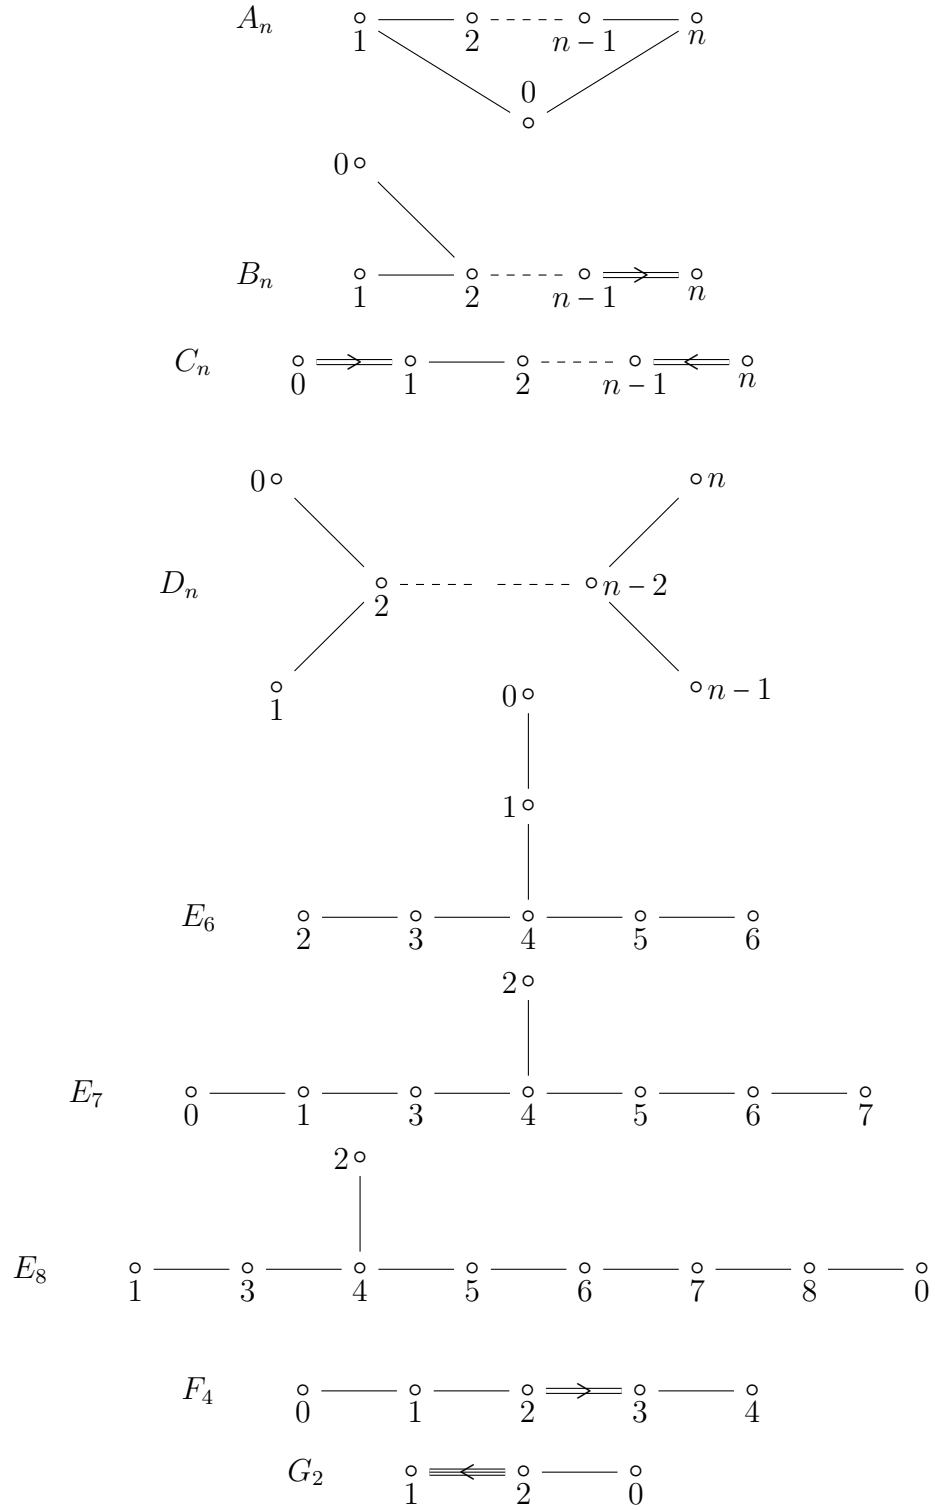 A_n 1 2 n − 1 n
0
0
B_n 1 2 n − 1 n
C_n 0 1 2 n − 1 n
0 n
D_n 2 n − 2
1 n − 1
0
1
E_6 2 3 4 5 6
2
E_7 0 1 3 4 5 6 7
2
E_8 1 3 4 5 6 7 8 0
F_4 0 1 2 3 4
G_2 1 2 0